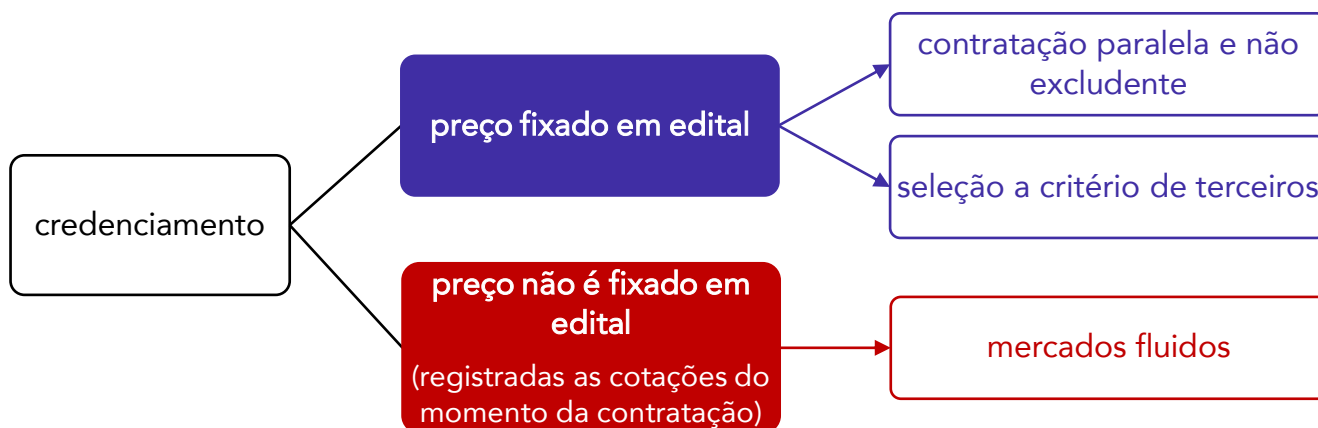 credenciamento
preço fixado em edital
contratação paralela e não
excludente
seleção a critério de terceiros
preço não é fixado em
edital
(registradas as cotações do
momento da contratação)
mercados fluidos